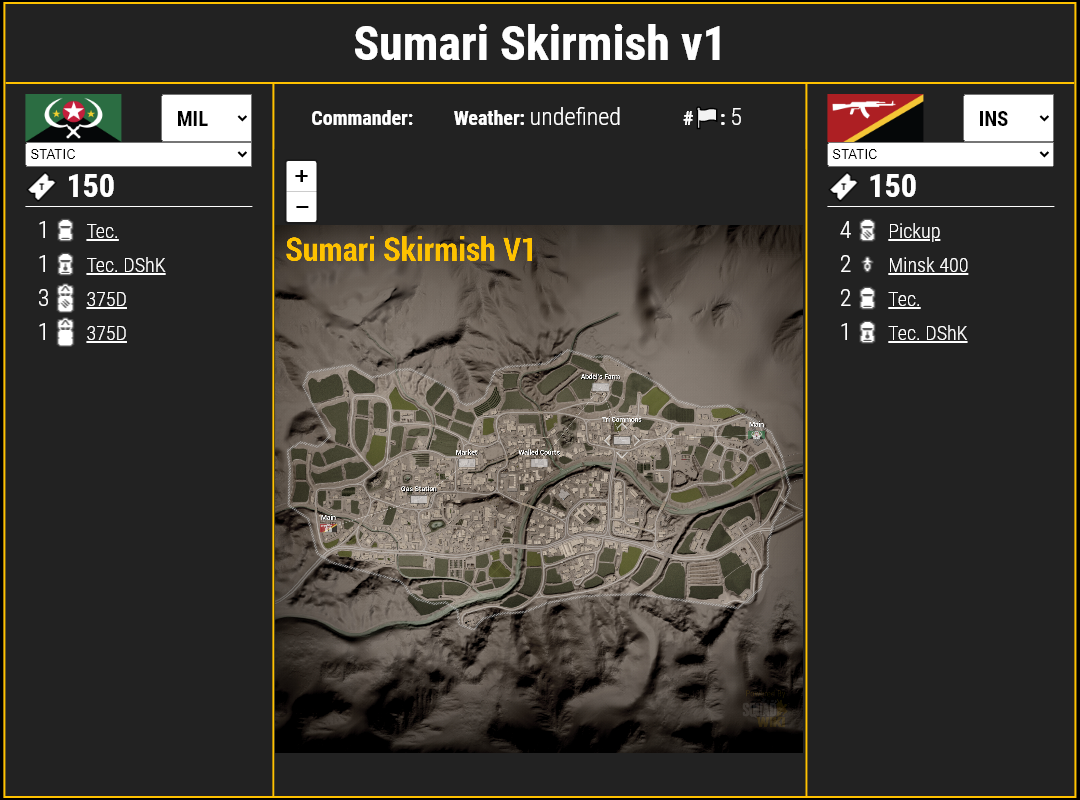 Sumari Skirmish v1
MIL
STATIC
T 150
1 Tec.
1 Tec. DShK
3 375D
1 375D
Commander: Weather: undefined #: 5
+
−
Sumari Skirmish V1
Abdel's Farm
Tri Commons
Main
Market
Walled Courts
Gas Station
Main
INS
STATIC
T 150
4 Pickup
2 Minsk 400
2 Tec.
1 Tec. DShK